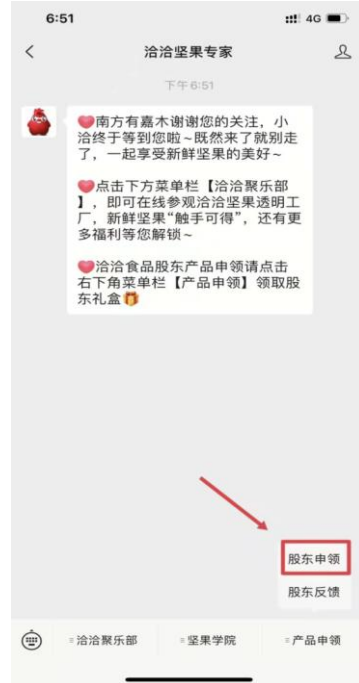 6:51
4G
洽洽坚果专家
下午6:51
❤南方有嘉木谢谢您的关注，小
洽终于等到您啦~既然来了就别走
了，一起享受新鲜坚果的美好~
❤点击下方菜单栏【洽洽聚乐部
】，即可在线参观洽洽坚果透明工
厂，新鲜坚果“触手可得”，还有更
多福利等您解锁~
❤洽洽食品股东产品申领请点击
右下角菜单栏【产品申领】领取股
东礼盒🎁
股东申领
股东反馈
洽洽聚乐部
坚果学院
产品申领